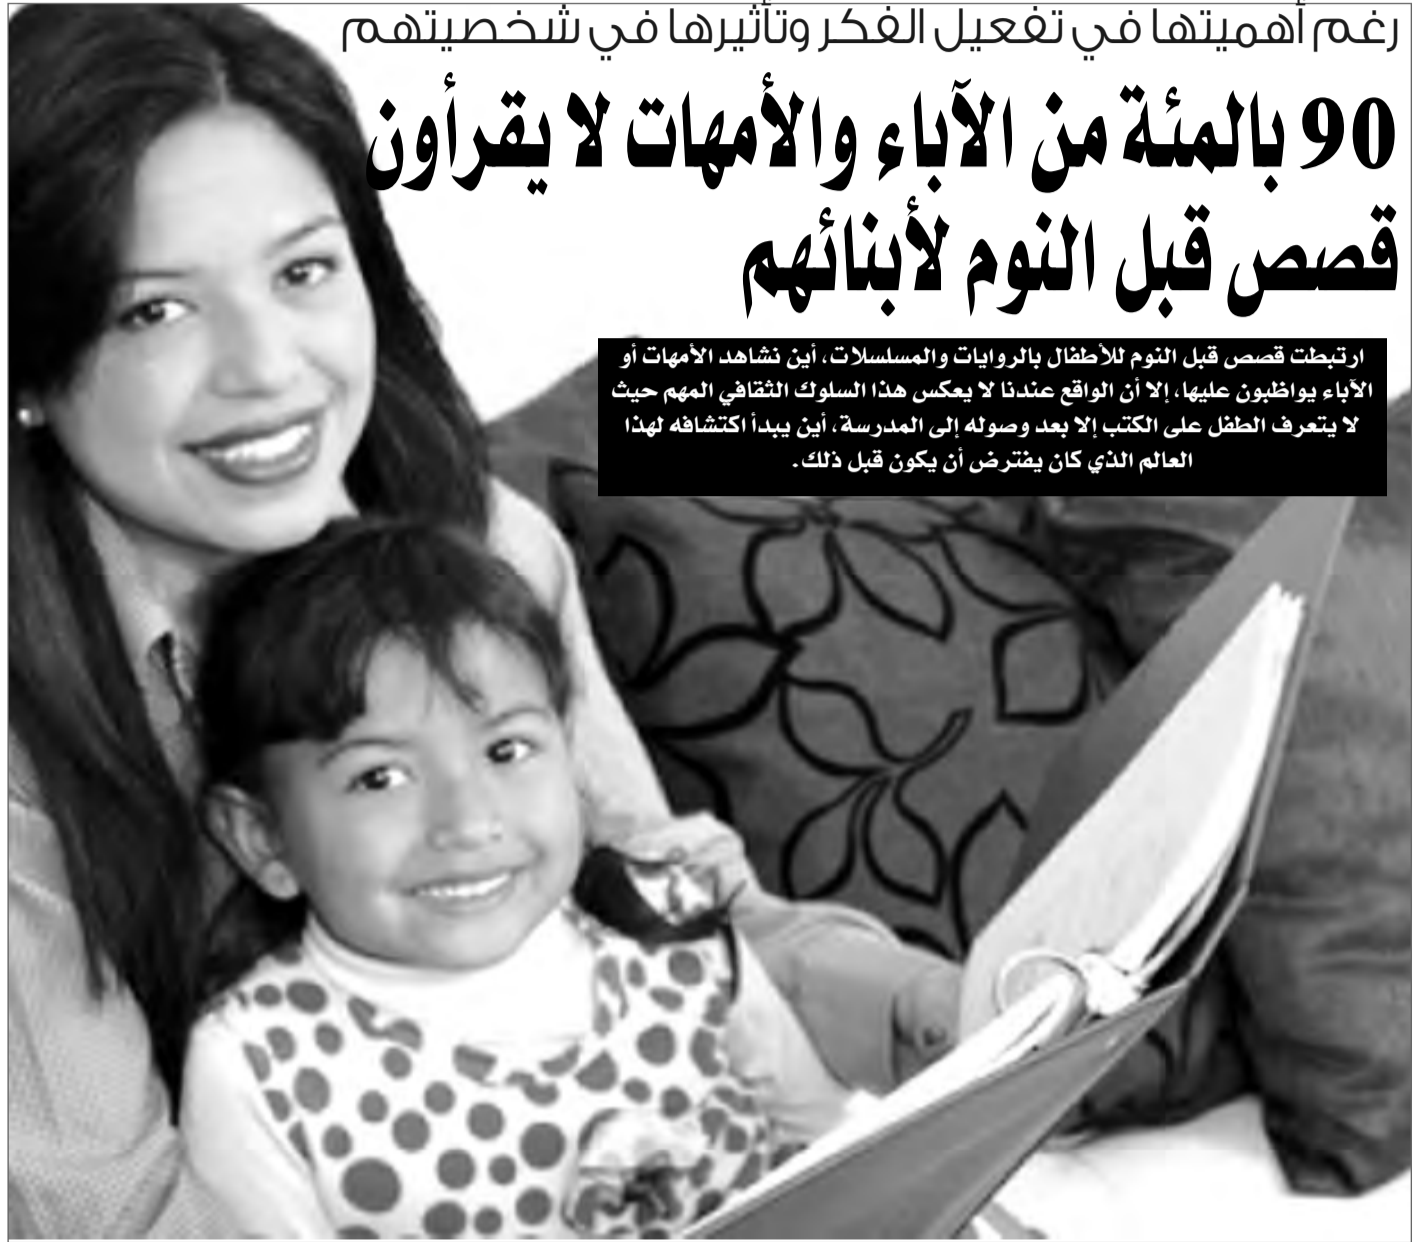 رغم أهميتها في تفعيل الفكر وتأثيرها في شخصيتهم
90 بالمئة من الآباء والأمهات لا يقرأون
قصص قبل النوم لأبنائهم
ارتبطت قصص قبل النوم للأطفال بالروايات والمسلسلات، أين نشاهد الأمهات أو
الآباء يواظبون عليها، إلا أن الواقع عندنا لا يعكس هذا السلوك الثقافي المهم حيث
لا يتعرف الطفل على الكتب إلا بعد وصوله إلى المدرسة، أين يبدأ اكتشافه لهذا
العالم الذي كان يفترض أن يكون قبل ذلك.